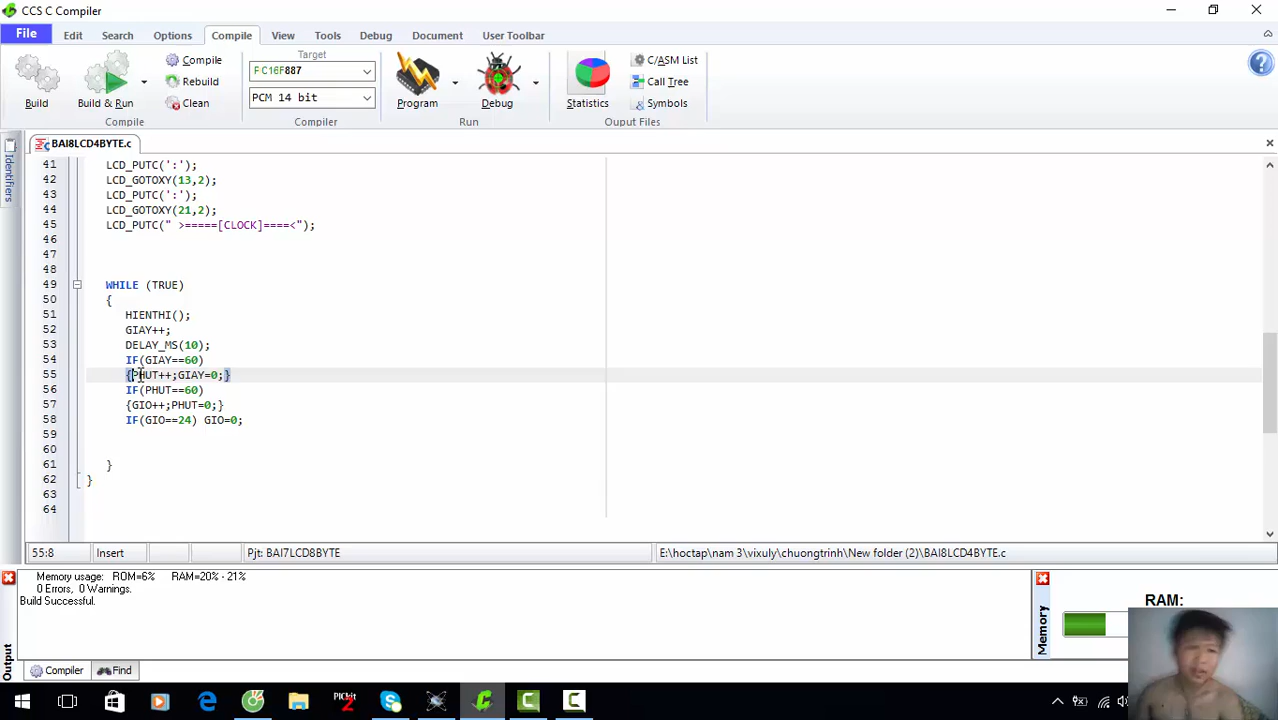 CCS C Compiler
File Edit Search Options Compile View Tools Debug Document User Toolbar
Build
Build & Run
Compile
Rebuild
Clean
Compile
Target
PIC16F887
PCM 14 bit
Compiler
Program
Debug
Run
Statistics
C/ASM List
Call Tree
Symbols
Ouput Files
BAI8LCD4BYTE.c
Identifiers
41 LCD_PUTC(':');
42 LCD_GOTOXY(13,2);
43 LCD_PUTC(':');
44 LCD_GOTOXY(21,2);
45 LCD_PUTC(" >=====[CLOCK]====<");
46
47
48
49 WHILE (TRUE)
50 {
51 HIENTHI();
52 GIAY++;
53 DELAY_MS(10);
54 IF(GIAY==60)
55 {PHUT++;GIAY=0;}
56 IF(PHUT==60)
57 {GIO++;PHUT=0;}
58 IF(GIO==24) GIO=0;
59
60
61 }
62 }
63
64
55:8 Insert Pjt: BAI7LCD8BYTE E:\hoctap\nam 3\vixuly\chuongtrinh\New folder (2)\BAI8LCD4BYTE.c
Memory usage: ROM=6% RAM=20% - 21%
0 Errors, 0 Warnings.
Build Successful.
Output
Compiler Find
Memory
RAM:
PICkit
2